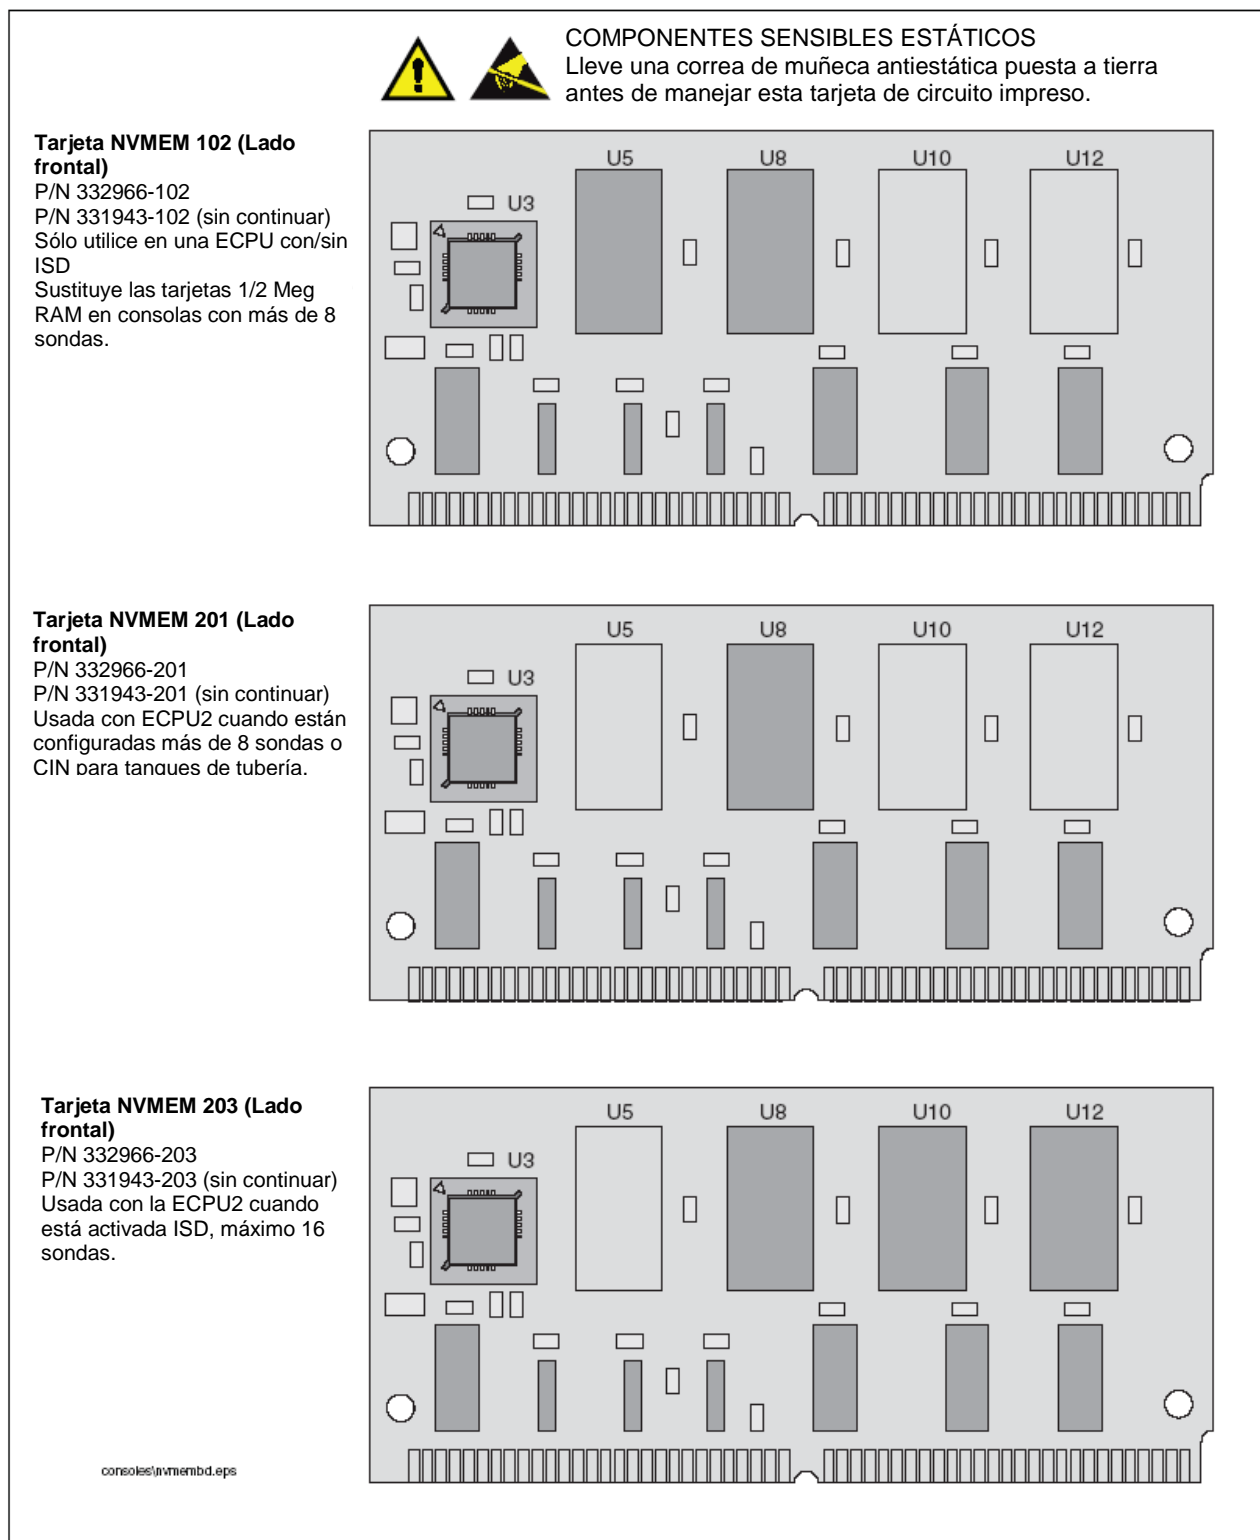 COMPONENTES SENSIBLES ESTÁTICOS
Lleve una correa de muñeca antiestática puesta a tierra
antes de manejar esta tarjeta de circuito impreso.
Tarjeta NVMEM 102 (Lado
frontal)
P/N 332966-102
P/N 331943-102 (sin continuar)
Sólo utilice en una ECPU con/sin
ISD
Sustituye las tarjetas 1/2 Meg
RAM en consolas con más de 8
sondas.
U5 U8 U10 U12
U3
Tarjeta NVMEM 201 (Lado
frontal)
P/N 332966-201
P/N 331943-201 (sin continuar)
Usada con ECPU2 cuando están
configuradas más de 8 sondas o
CIN para tanques de tubería.
U5 U8 U10 U12
U3
Tarjeta NVMEM 203 (Lado
frontal)
P/N 332966-203
P/N 331943-203 (sin continuar)
Usada con la ECPU2 cuando
está activada ISD, máximo 16
sondas.
U5 U8 U10 U12
U3
consoles\nvmembd.eps